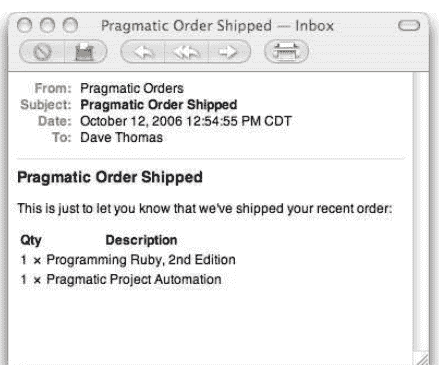 Pragmatic Order Shipped — Inbox
From: Pragmatic Orders
Subject: Pragmatic Order Shipped
Date: October 12, 2006 12:54:55 PM CDT
To: Dave Thomas
Pragmatic Order Shipped
This is just to let you know that we've shipped your recent order:
Qty Description
1 × Programming Ruby, 2nd Edition
1 × Pragmatic Project Automation